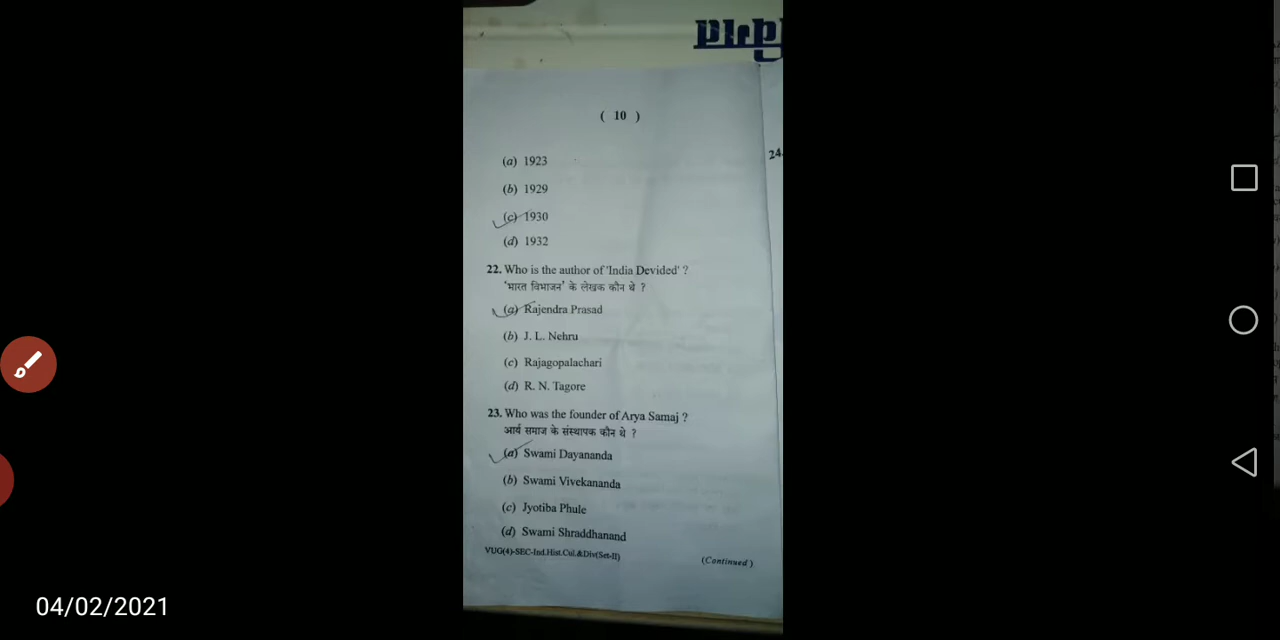 ( 10 )
(a) 1923
24.
(b) 1929
(c) 1930
(d) 1932
22. Who is the author of 'India Devided' ?
'भारत विभाजन' के लेखक कौन थे ?
(a) Rajendra Prasad
(b) J. L. Nehru
(c) Rajagopalachari
(d) R. N. Tagore
23. Who was the founder of Arya Samaj ?
आर्य समाज के संस्थापक कौन थे ?
(a) Swami Dayananda
(b) Swami Vivekananda
(c) Jyotiba Phule
(d) Swami Shraddhanand
VUG(4)-SEC-Ind.Hist.Cul.&Div(Set-II)
(Continued)
04/02/2021